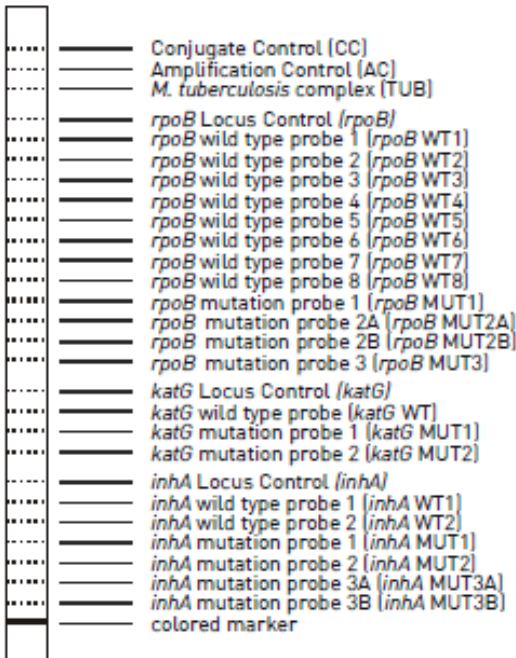 Conjugate Control (CC)
Amplification Control (AC)
M. tuberculosis complex (TUB)
rpoB Locus Control (rpoB)
rpoB wild type probe 1 (rpoB WT1)
rpoB wild type probe 2 (rpoB WT2)
rpoB wild type probe 3 (rpoB WT3)
rpoB wild type probe 4 (rpoB WT4)
rpoB wild type probe 5 (rpoB WT5)
rpoB wild type probe 6 (rpoB WT6)
rpoB wild type probe 7 (rpoB WT7)
rpoB wild type probe 8 (rpoB WT8)
rpoB mutation probe 1 (rpoB MUT1)
rpoB mutation probe 2A (rpoB MUT2A)
rpoB mutation probe 2B (rpoB MUT2B)
rpoB mutation probe 3 (rpoB MUT3)
katG Locus Control (katG)
katG wild type probe (katG WT)
katG mutation probe 1 (katG MUT1)
katG mutation probe 2 (katG MUT2)
inhA Locus Control (inhA)
inhA wild type probe 1 (inhA WT1)
inhA wild type probe 2 (inhA WT2)
inhA mutation probe 1 (inhA MUT1)
inhA mutation probe 2 (inhA MUT2)
inhA mutation probe 3A (inhA MUT3A)
inhA mutation probe 3B (inhA MUT3B)
colored marker